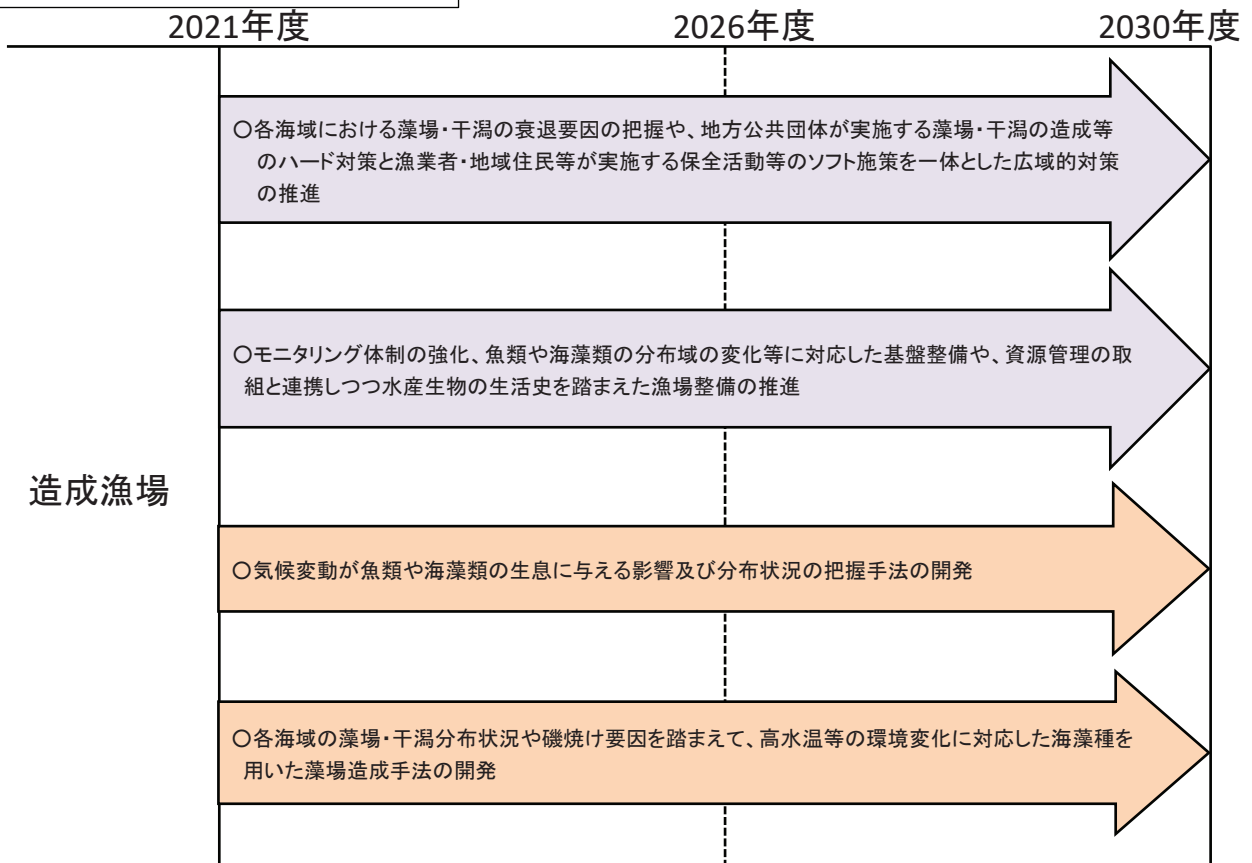 2021年度 2026年度 2030年度
〇各海域における藻場・干潟の衰退要因の把握や、地方公共団体が実施する藻場・干潟の造成等
のハード対策と漁業者・地域住民等が実施する保全活動等のソフト施策を一体とした広域的対策
の推進
〇モニタリング体制の強化、魚類や海藻類の分布域の変化等に対応した基盤整備や、資源管理の取
組と連携しつつ水産生物の生活史を踏まえた漁場整備の推進
造成漁場
〇気候変動が魚類や海藻類の生息に与える影響及び分布状況の把握手法の開発
〇各海域の藻場・干潟分布状況や磯焼け要因を踏まえて、高水温等の環境変化に対応した海藻種を
用いた藻場造成手法の開発